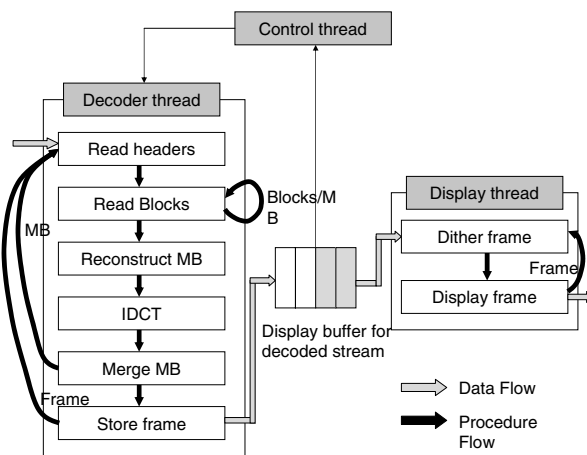 Control thread
Decoder thread
Read headers
Read Blocks
Blocks/M
B
MB
Reconstruct MB
IDCT
Merge MB
Frame
Store frame
Display buffer for
decoded stream
Display thread
Dither frame
Frame
Display frame
Data Flow
Procedure
Flow